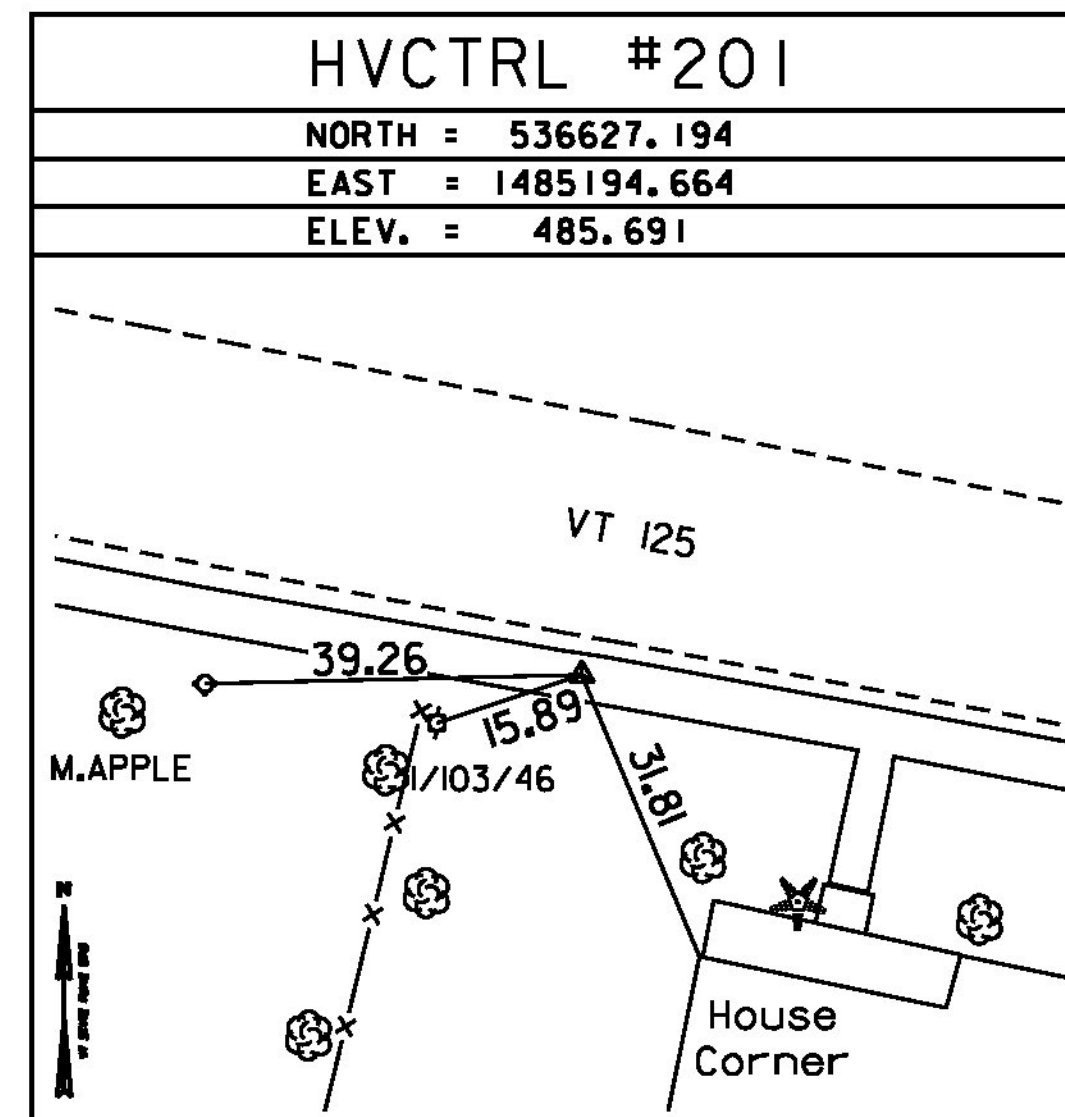 HVCTRL #201
NORTH = 536627.194
EAST = 1485194.664
ELEV. = 485.691
VT 125
39.26
15.89
M.APPLE
1/103/46
31.81
N
House
Corner